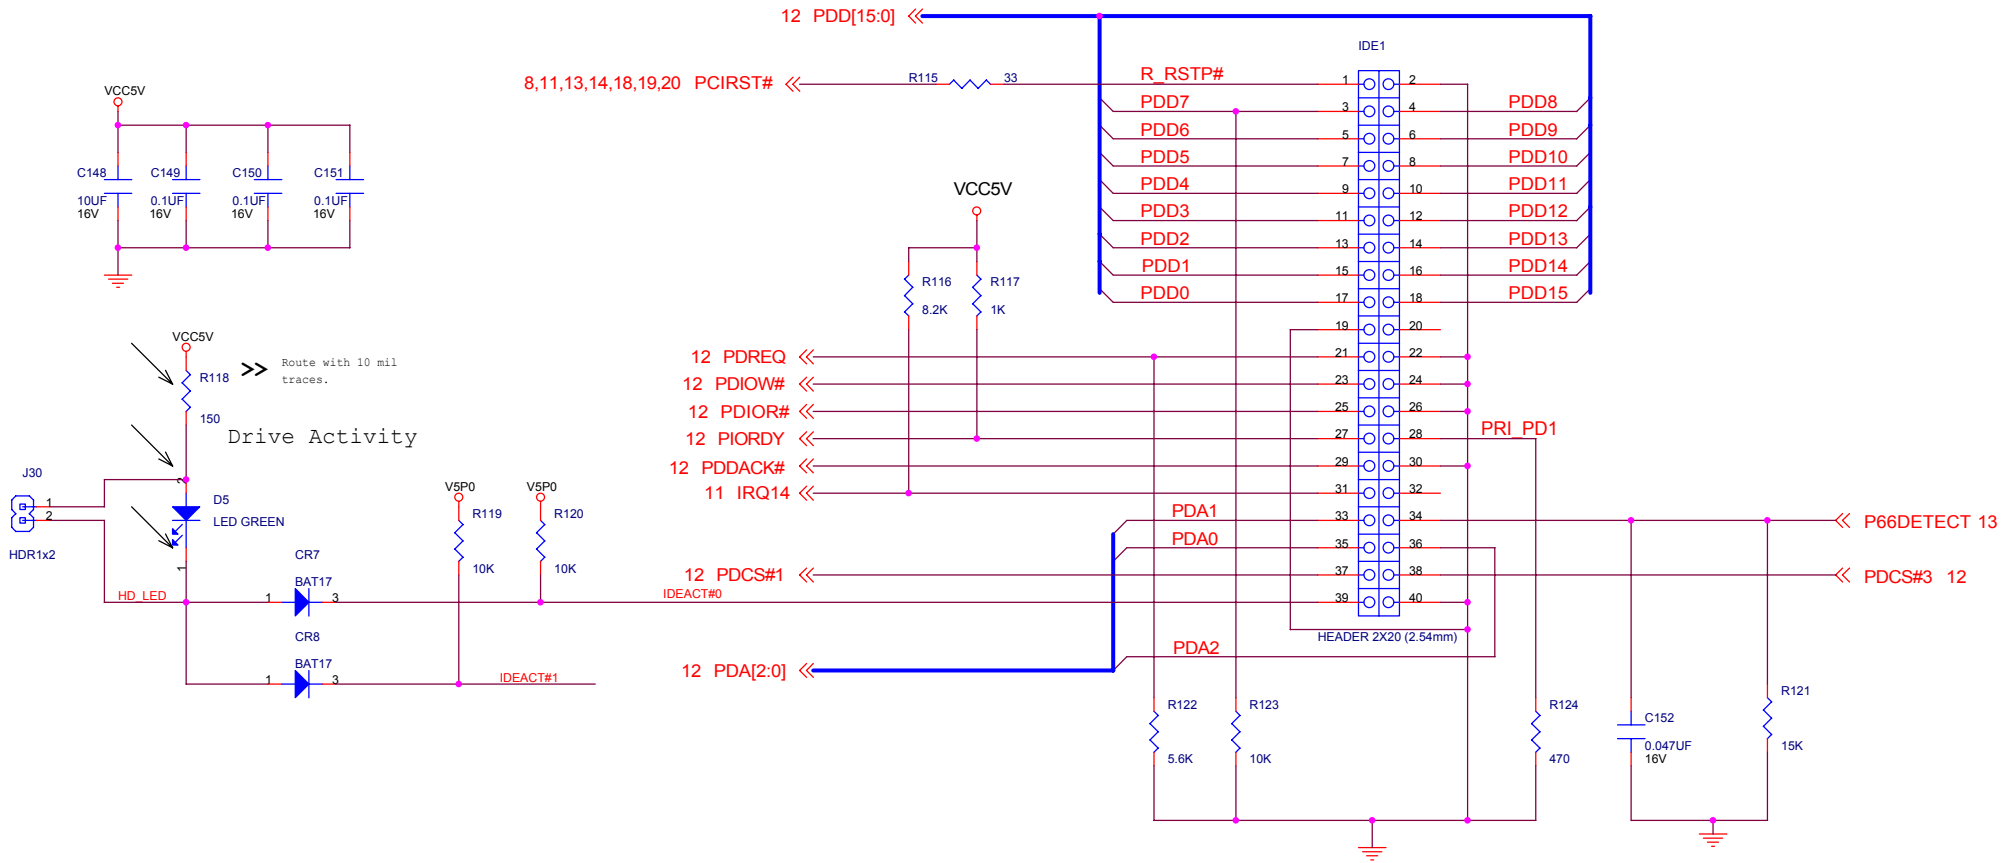 12 PDD[15:0]
IDE1
8,11,13,14,18,19,20 PCIRST#
R115
33
R_RSTP#
1
2
PDD7
3
4
PDD8
PDD6
5
6
PDD9
PDD5
7
8
PDD10
PDD4
9
10
PDD11
PDD3
11
12
PDD12
PDD2
13
14
PDD13
PDD1
15
16
PDD14
PDD0
17
18
PDD15
19
20
12 PDREQ
21
22
12 PDIOW#
23
24
12 PDIOR#
25
26
12 PIORDY
27
28
PRI_PD1
12 PDDACK#
29
30
11 IRQ14
31
32
PDA1
33
34
P66DETECT 13
PDA0
35
36
12 PDCS#1
37
38
PDCS#3 12
IDEACT#0
39
40
HEADER 2X20 (2.54mm)
PDA2
12 PDA[2:0]
VCC5V
C148
10UF
16V
C149
0.1UF
16V
C150
0.1UF
16V
C151
0.1UF
16V
VCC5V
R116
8.2K
R117
1K
VCC5V
R118
150
>> Route with 10 mil
traces.
Drive Activity
J30
1
2
HDR1x2
2
D5
LED GREEN
1
HD_LED
CR7
1
BAT17
3
CR8
1
BAT17
3
V5P0
R119
10K
V5P0
R120
10K
IDEACT#1
R122
5.6K
R123
10K
R124
470
C152
0.047UF
16V
R121
15K